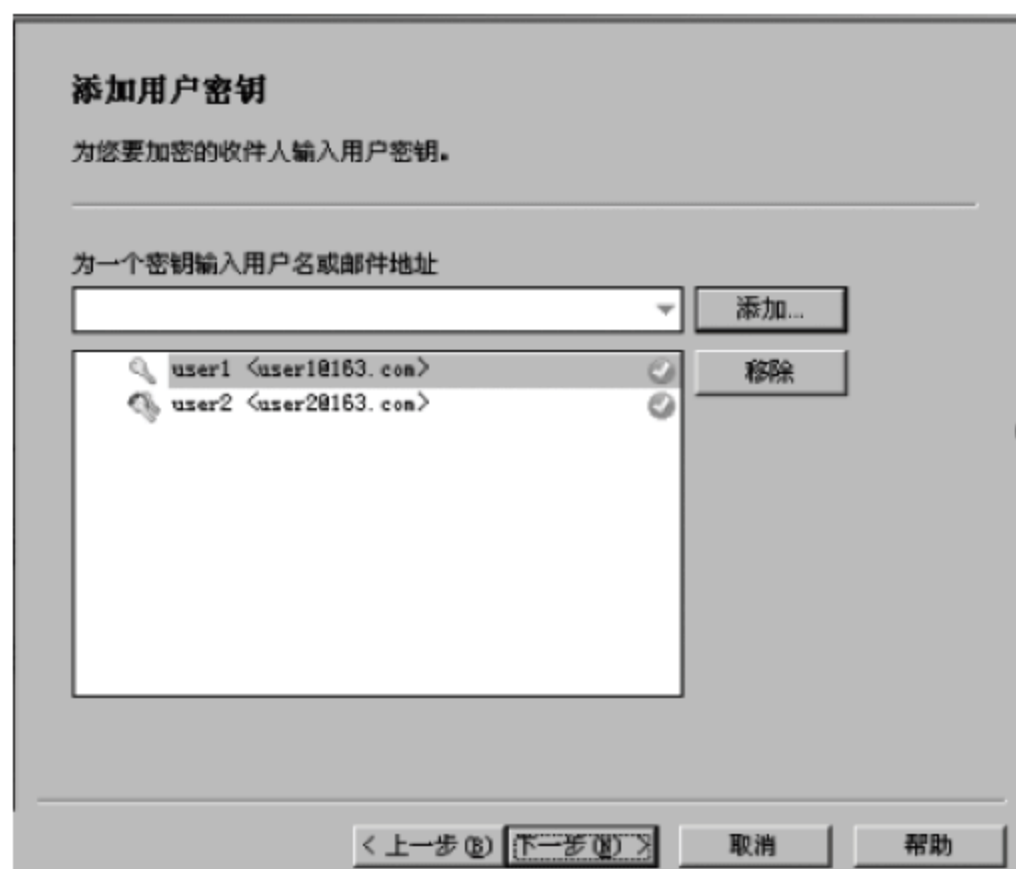 添加用户密钥
为您要加密的收件人输入用户密钥。
为一个密钥输入用户名或邮件地址
添加...
user1 <user1@163.com>
移除
user2 <user2@163.com>
< 上一步(B)
下一步(N) >
取消
帮助